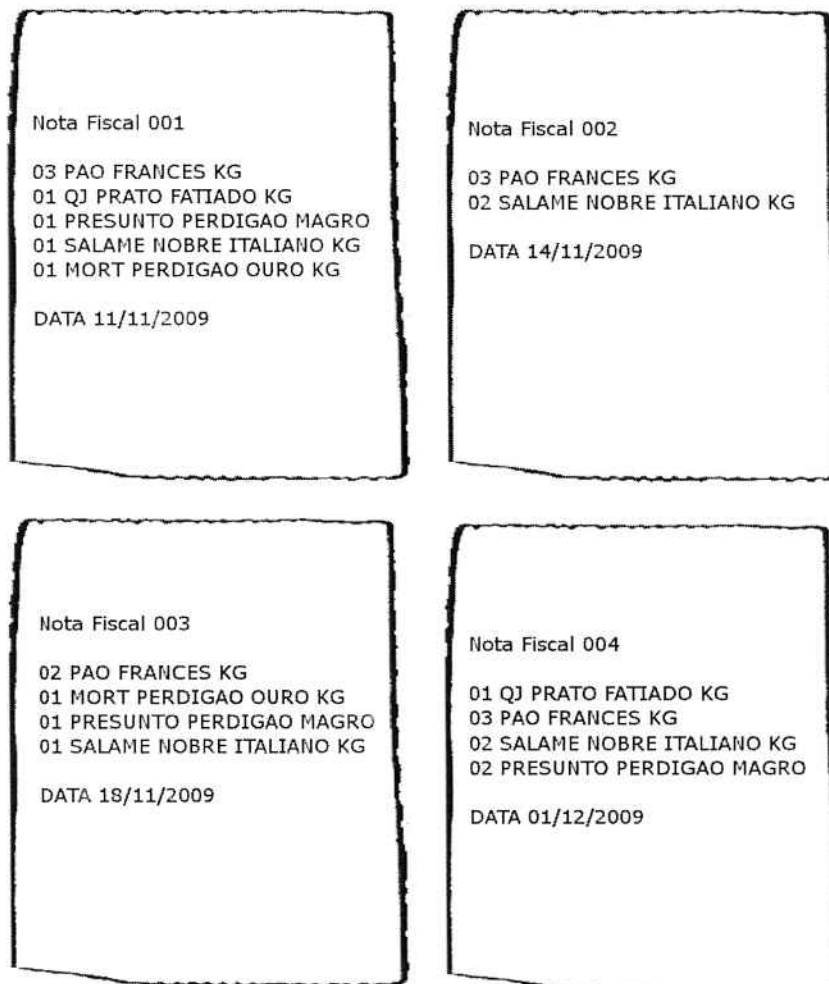 Nota Fiscal 001
03 PAO FRANCES KG
01 QJ PRATO FATIADO KG
01 PRESUNTO PERDIGAO MAGRO
01 SALAME NOBRE ITALIANO KG
01 MORT PERDIGAO OURO KG
DATA 11/11/2009
Nota Fiscal 002
03 PAO FRANCES KG
02 SALAME NOBRE ITALIANO KG
DATA 14/11/2009
Nota Fiscal 003
02 PAO FRANCES KG
01 MORT PERDIGAO OURO KG
01 PRESUNTO PERDIGAO MAGRO
01 SALAME NOBRE ITALIANO KG
DATA 18/11/2009
Nota Fiscal 004
01 QJ PRATO FATIADO KG
03 PAO FRANCES KG
02 SALAME NOBRE ITALIANO KG
02 PRESUNTO PERDIGAO MAGRO
DATA 01/12/2009